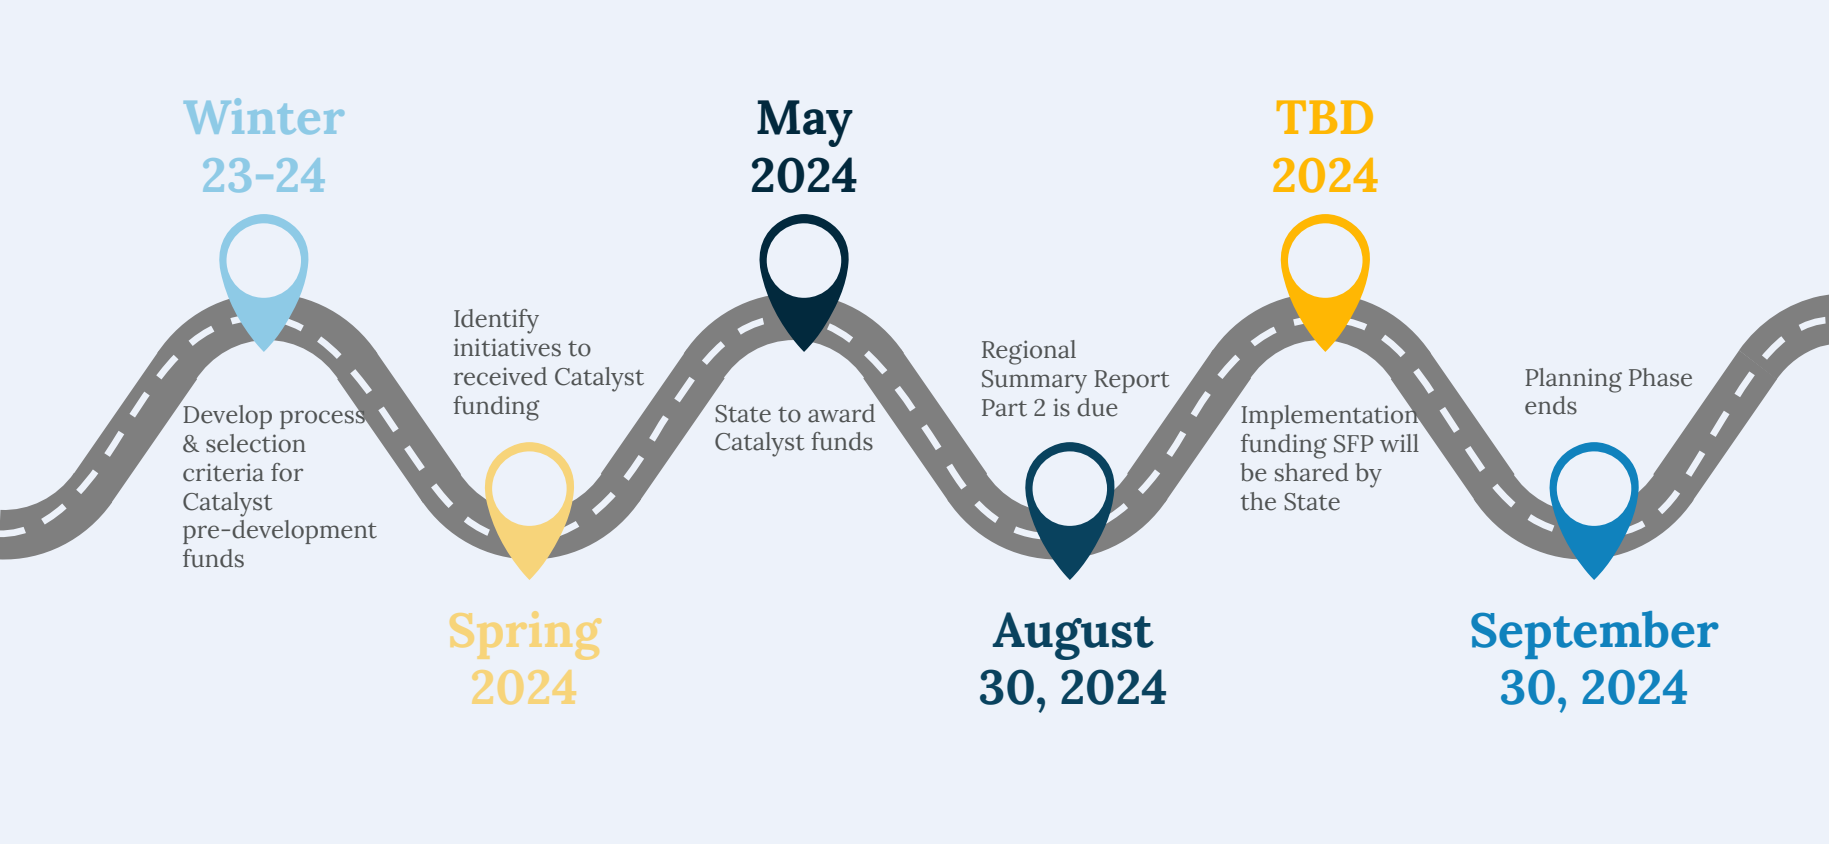 Winter
23-24
Develop process
& selection
criteria for
Catalyst
pre-development
funds
Identify
initiatives to
received Catalyst
funding
Spring
2024
May
2024
State to award
Catalyst funds
Regional
Summary Report
Part 2 is due
August
30, 2024
TBD
2024
Implementation
funding SFP will
be shared by
the State
Planning Phase
ends
September
30, 2024